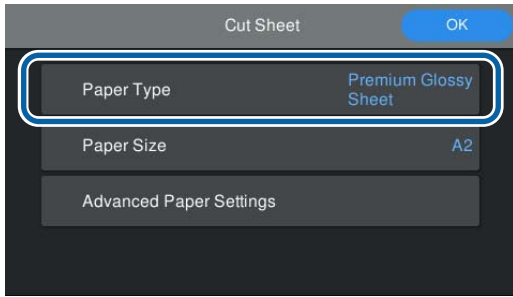 Cut Sheet
OK
Paper Type
Premium Glossy
Sheet
Paper Size
A2
Advanced Paper Settings